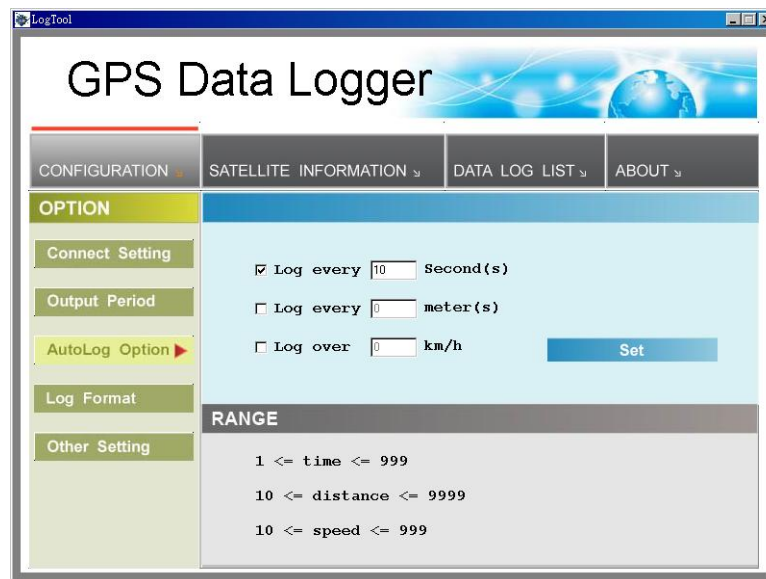 LogTool
GPS Data Logger
CONFIGURATION SATELLITE INFORMATION DATA LOG LIST ABOUT
OPTION
Connect Setting
Output Period
AutoLog Option
Log Format
Other Setting
Log every 10 Second(s)
Log every 0 meter(s)
Log over 0 km/h
Set
RANGE
1 <= time <= 999
10 <= distance <= 9999
10 <= speed <= 999